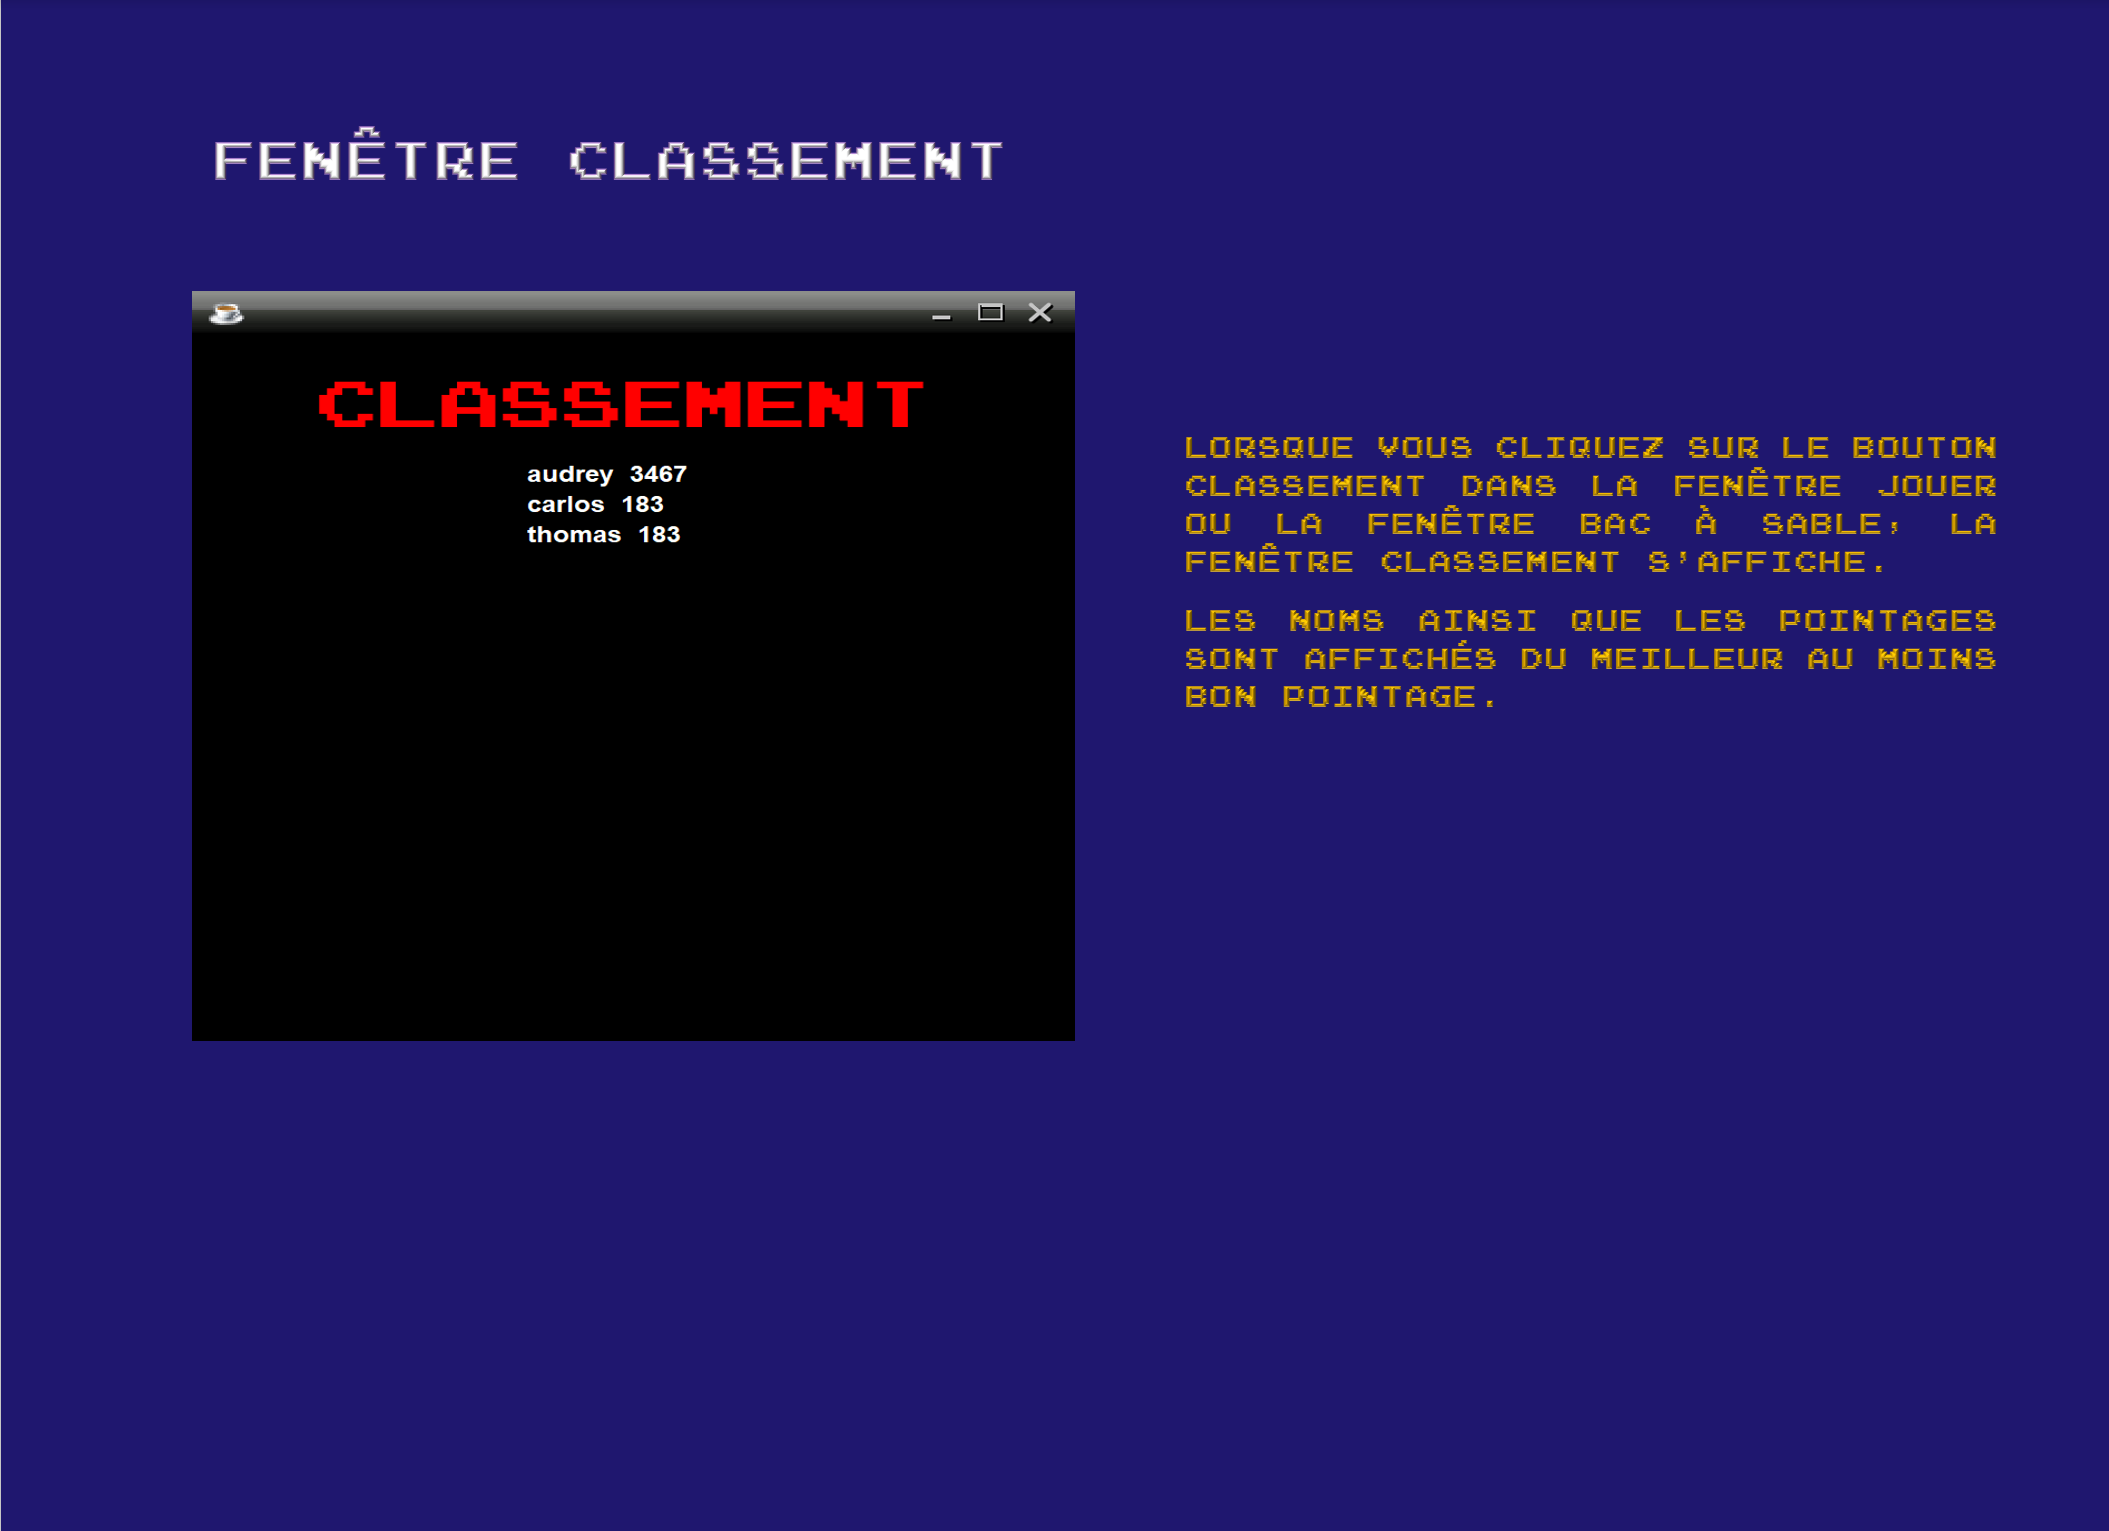 FENÊTRE CLASSEMENT
CLASSEMENT
audrey 3467
carlos 183
thomas 183
LORSQUE VOUS CLIQUEZ SUR LE BOUTON
CLASSEMENT DANS LA FENÊTRE JOUER
OU LA FENÊTRE BAC À SABLE, LA
FENÊTRE CLASSEMENT S'AFFICHE.
LES NOMS AINSI QUE LES POINTAGES
SONT AFFICHÉS DU MEILLEUR AU MOINS
BON POINTAGE.